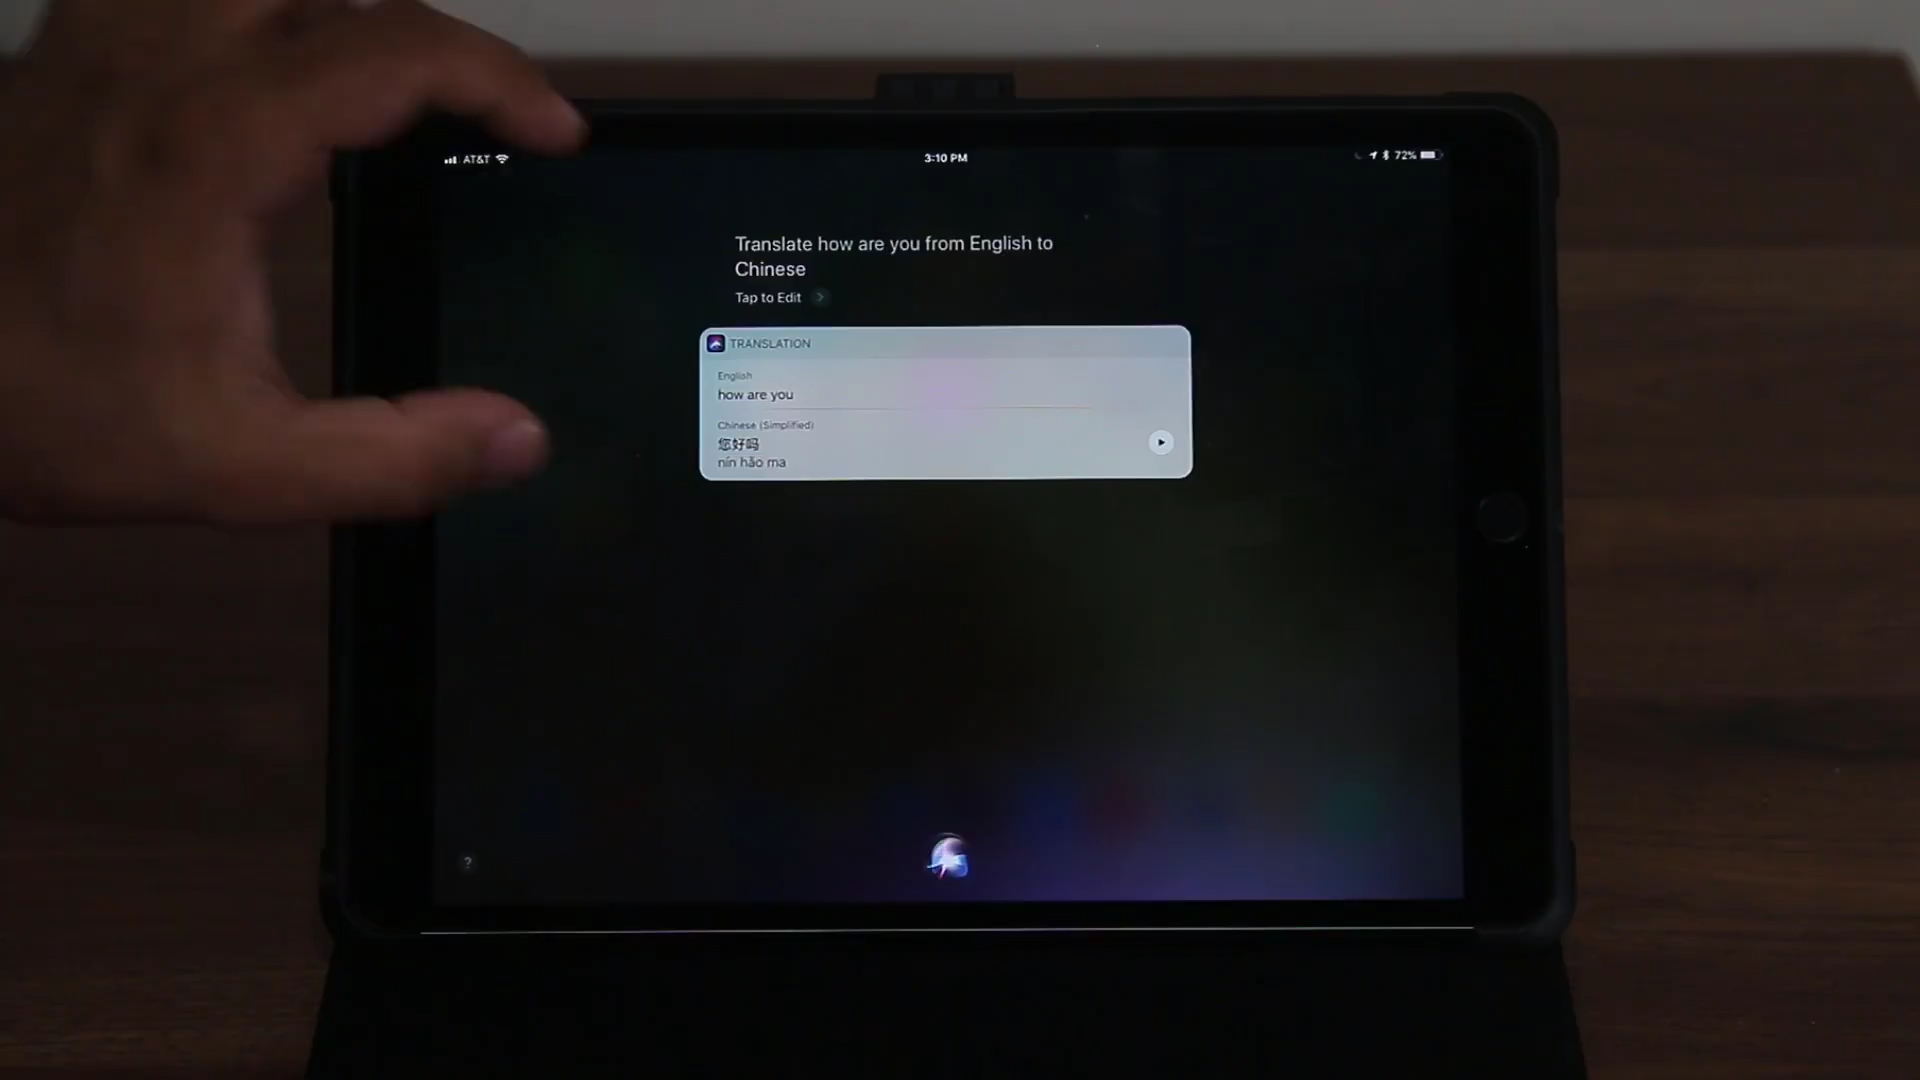 AT&T
3:10 PM
72%
Translate how are you from English to
Chinese
Tap to Edit
TRANSLATION
English
how are you
Chinese (Simplified)
您好吗
nín hǎo ma
?